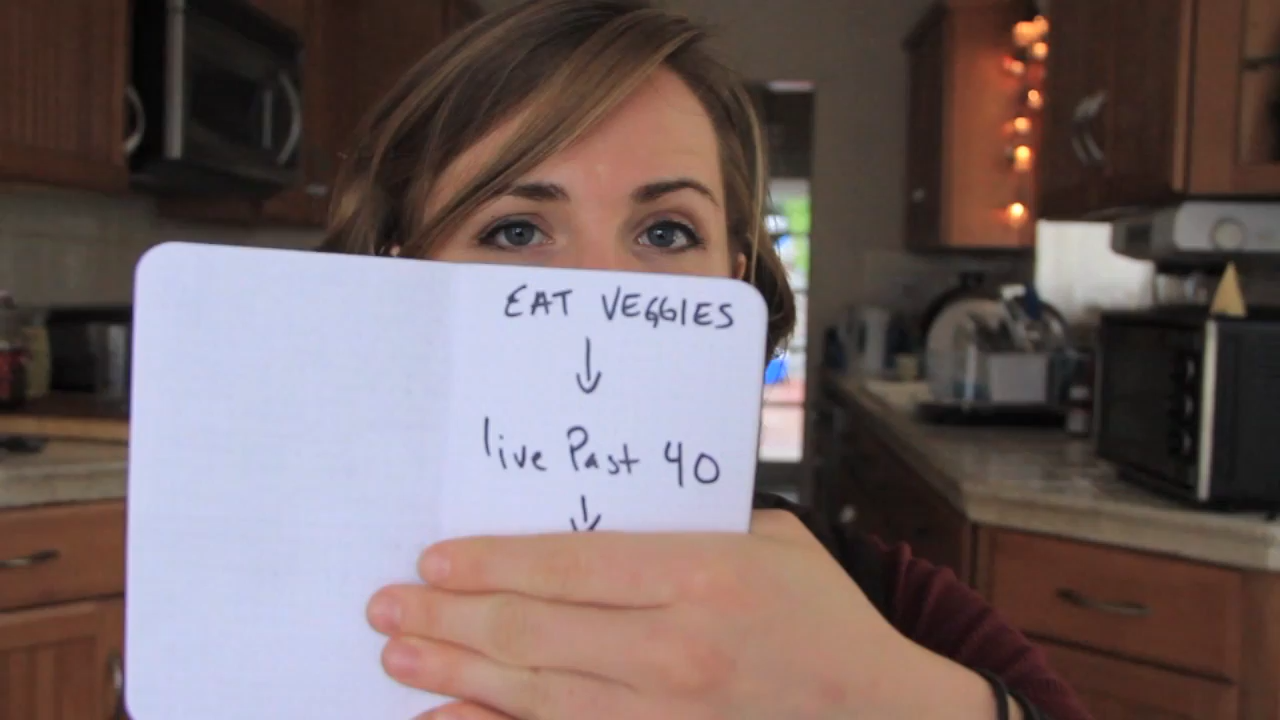 EAT VEGGIES
↓
live Past 40
↓